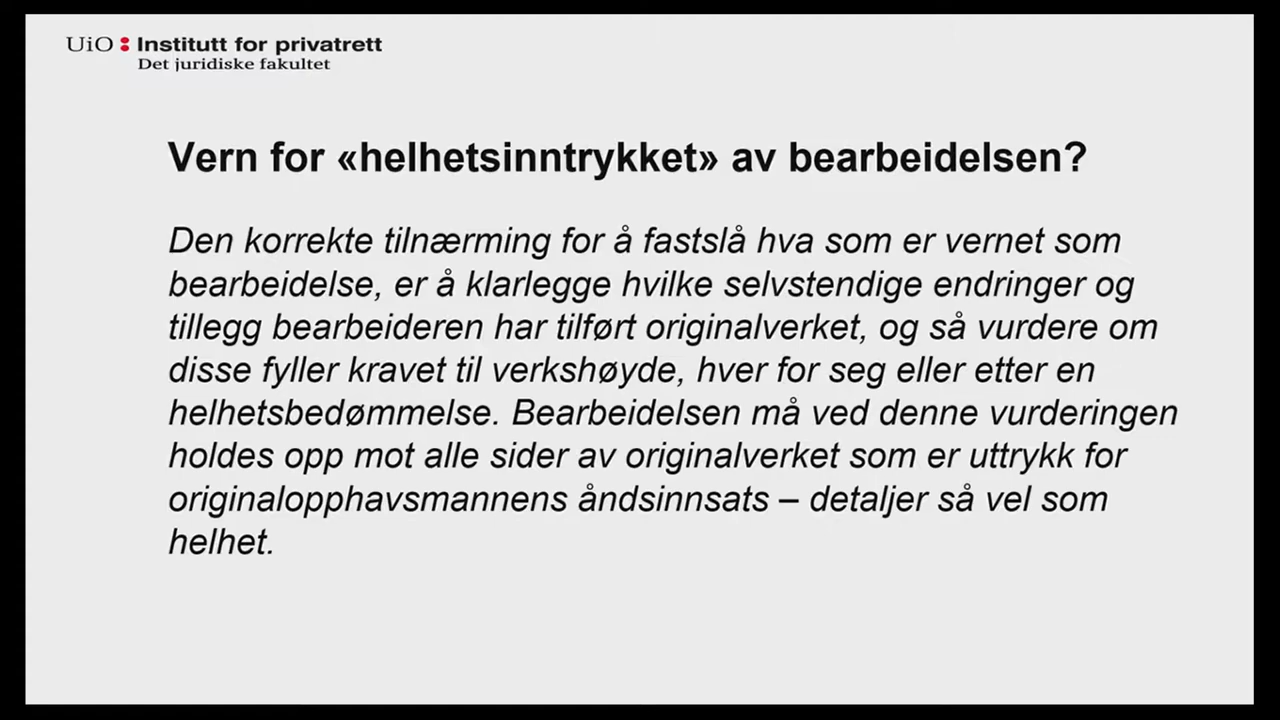 UiO : Institutt for privatrett
Det juridiske fakultet
Vern for «helhetsinntrykket» av bearbeidelsen?
Den korrekte tilnærming for å fastslå hva som er vernet som
bearbeidelse, er å klarlegge hvilke selvstendige endringer og
tillegg bearbeideren har tilført originalverket, og så vurdere om
disse fyller kravet til verkshøyde, hver for seg eller etter en
helhetsbedømmelse. Bearbeidelsen må ved denne vurderingen
holdes opp mot alle sider av originalverket som er uttrykk for
originalopphavsmannens åndsinnsats – detaljer så vel som
helhet.